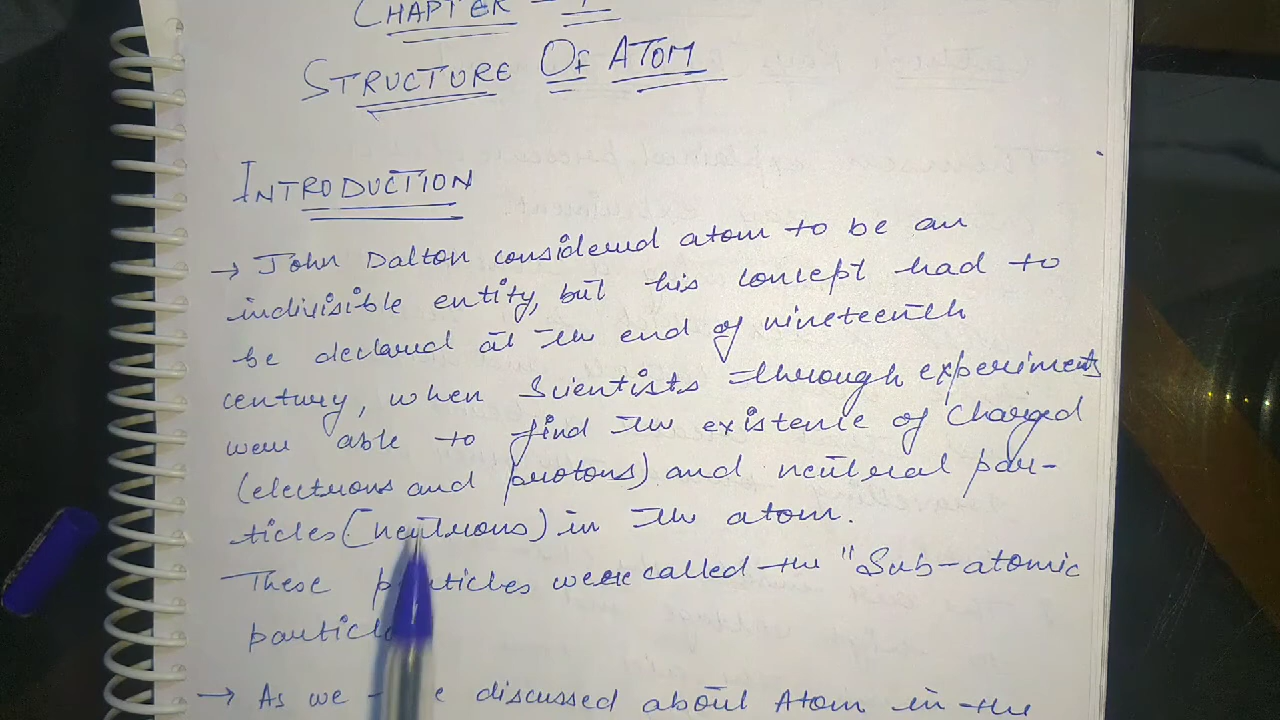 CHAPTER - 4
STRUCTURE OF ATOM
INTRODUCTION
→ John Dalton considered atom to be an
indivisible entity, but his concept had to
be declared at the end of nineteenth
century, when Scientists through experiments
were able to find the existence of charged
(electrons and protons) and neutral par-
ticles (neutrons) in the atom.
These particles were called the "Sub-atomic
→ As we discussed about Atom in the